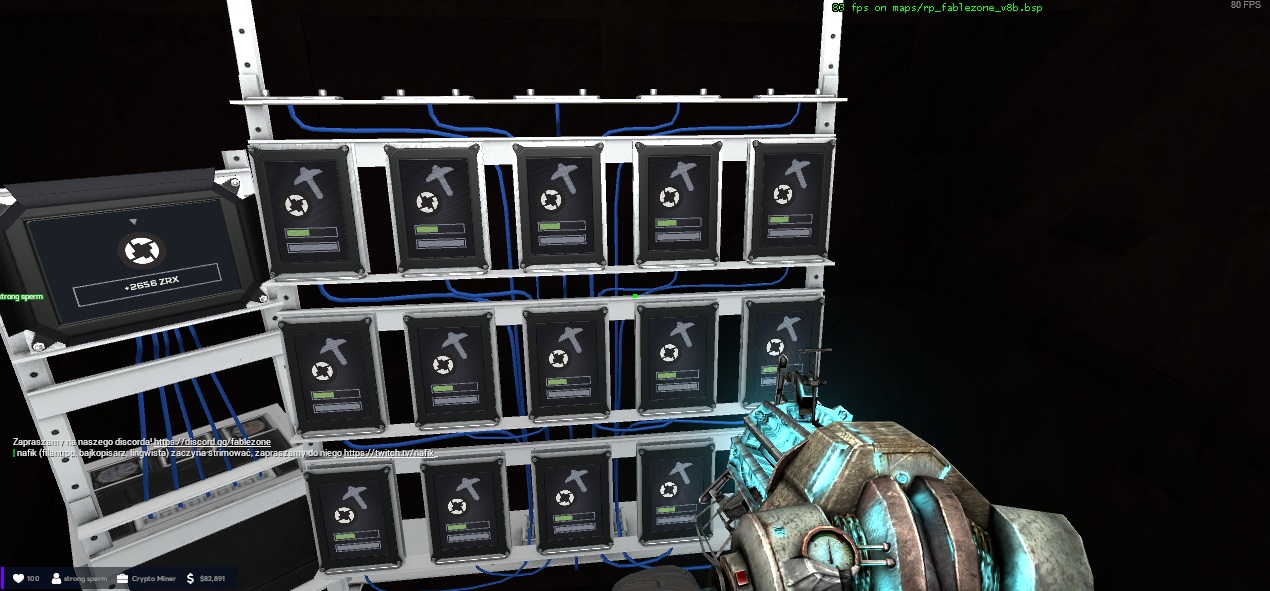 83 fps on maps/rp_fablezone_v8b.bsp
80 FPS
+2656 ZRX
strong sperm
Zapraszamy na naszego discorda! https://discord.gg/fablezone
| nafik (filantrop, bajkopisarz, lingwista) zaczyna strimować, zapraszamy do niego https://twitch.tv/nafik_
100 strong sperm Crypto Miner $ $82,891